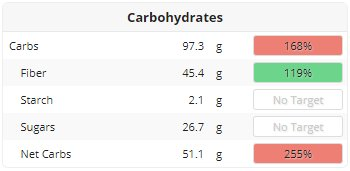 Carbohydrates
Carbs 97.3 g 168%
Fiber 45.4 g 119%
Starch 2.1 g No Target
Sugars 26.7 g No Target
Net Carbs 51.1 g 255%